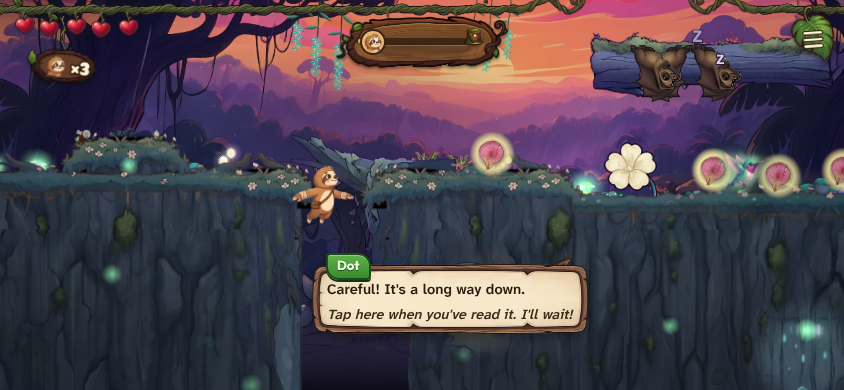 ×3
Z
Z
Dot
Careful! It's a long way down.
Tap here when you've read it. I'll wait!